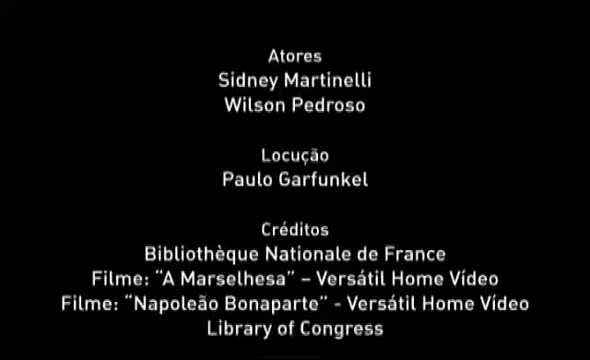 Atores
Sidney Martinelli
Wilson Pedroso
Locução
Paulo Garfunkel
Créditos
Bibliothèque Nationale de France
Filme: “A Marselhesa” – Versátil Home Vídeo
Filme: “Napoleão Bonaparte” - Versátil Home Vídeo
Library of Congress